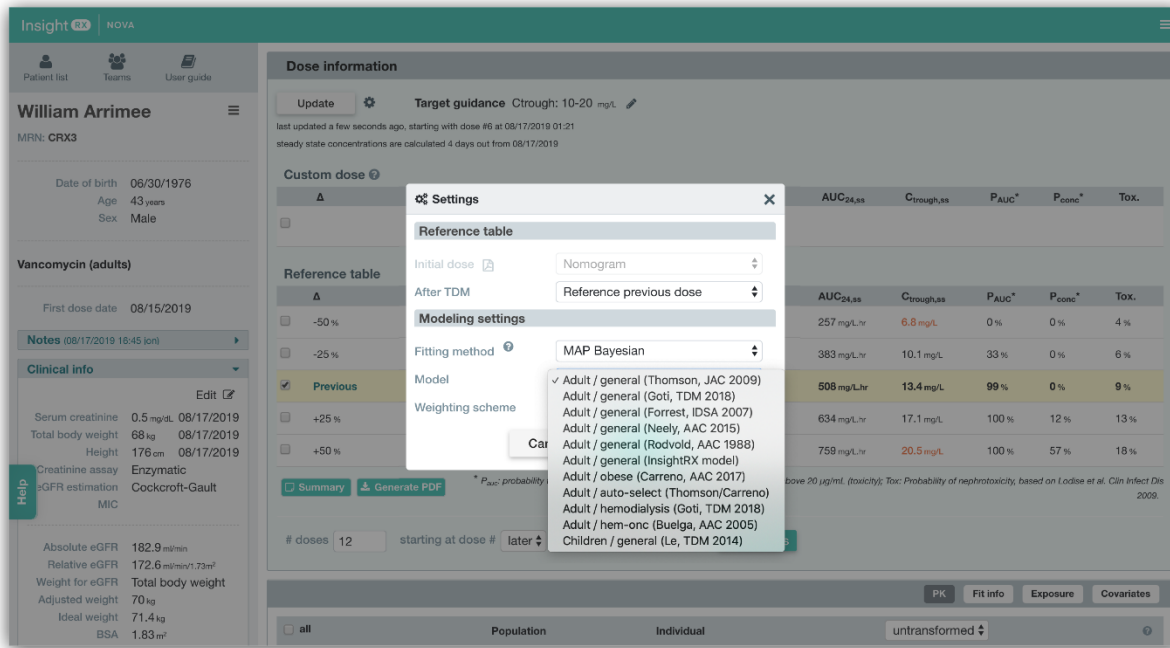 Insight RX NOVA
Patient list Teams User guide
William Arrimee
MRN: CRX3
Date of birth 06/30/1976
Age 43 years
Sex Male
Vancomycin (adults)
First dose date 08/15/2019
Notes (08/17/2019 16:45 jon)
Clinical info
Edit
Serum creatinine 0.5 mg/dL 08/17/2019
Total body weight 68 kg 08/17/2019
Height 176 cm 08/17/2019
Creatinine assay Enzymatic
eGFR estimation Cockcroft-Gault
MIC
Absolute eGFR 182.9 ml/min
Relative eGFR 172.6 ml/min/1.73m²
Weight for eGFR Total body weight
Adjusted weight 70 kg
Ideal weight 71.4 kg
BSA 1.83 m²
Help
Dose information
Update Target guidance Ctrough: 10-20 mg/L
last updated a few seconds ago, starting with dose #6 at 08/17/2019 01:21
steady state concentrations are calculated 4 days out from 08/17/2019
Custom dose ?
Δ AUC24,ss Ctrough,ss PAUC* Pconc* Tox.
Reference table
Δ AUC24,ss Ctrough,ss PAUC* Pconc* Tox.
-50 % 257 mg/L.hr 6.8 mg/L 0 % 0 % 4 %
-25 % 383 mg/L.hr 10.1 mg/L 33 % 0 % 6 %
Previous 508 mg/L.hr 13.4 mg/L 99 % 0 % 9 %
+25 % 634 mg/L.hr 17.1 mg/L 100 % 12 % 13 %
+50 % 759 mg/L.hr 20.5 mg/L 100 % 57 % 18 %
Summary Generate PDF
* Pauc: probability
bove 20 μg/mL (toxicity); Tox: Probability of nephrotoxicity, based on Lodise et al. Clin Infect Dis
2009.
# doses 12 starting at dose # later
Settings
Reference table
Initial dose Nomogram
After TDM Reference previous dose
Modeling settings
Fitting method ? MAP Bayesian
Model
Weighting scheme
Can
✓ Adult / general (Thomson, JAC 2009)
Adult / general (Goti, TDM 2018)
Adult / general (Forrest, IDSA 2007)
Adult / general (Neely, AAC 2015)
Adult / general (Rodvold, AAC 1988)
Adult / general (InsightRX model)
Adult / obese (Carreno, AAC 2017)
Adult / auto-select (Thomson/Carreno)
Adult / hemodialysis (Goti, TDM 2018)
Adult / hem-onc (Buelga, AAC 2005)
Children / general (Le, TDM 2014)
PK Fit info Exposure Covariates
all Population Individual untransformed ?